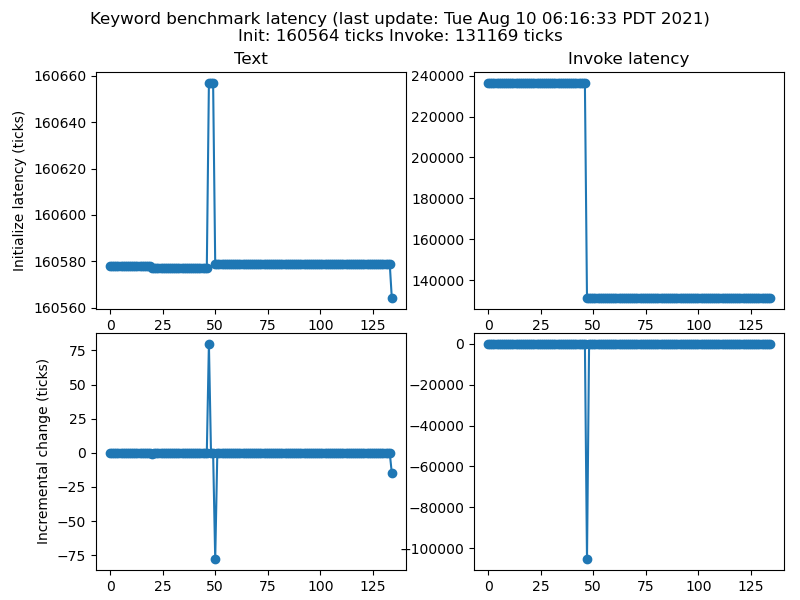 Keyword benchmark latency (last update: Tue Aug 10 06:16:33 PDT 2021)
Init: 160564 ticks Invoke: 131169 ticks
Text
Initialize latency (ticks)
160660
160640
160620
160600
160580
160560
0 25 50 75 100 125
Invoke latency
240000
220000
200000
180000
160000
140000
0 25 50 75 100 125
Incremental change (ticks)
75
50
25
0
−25
−50
−75
0 25 50 75 100 125
0
−20000
−40000
−60000
−80000
−100000
0 25 50 75 100 125